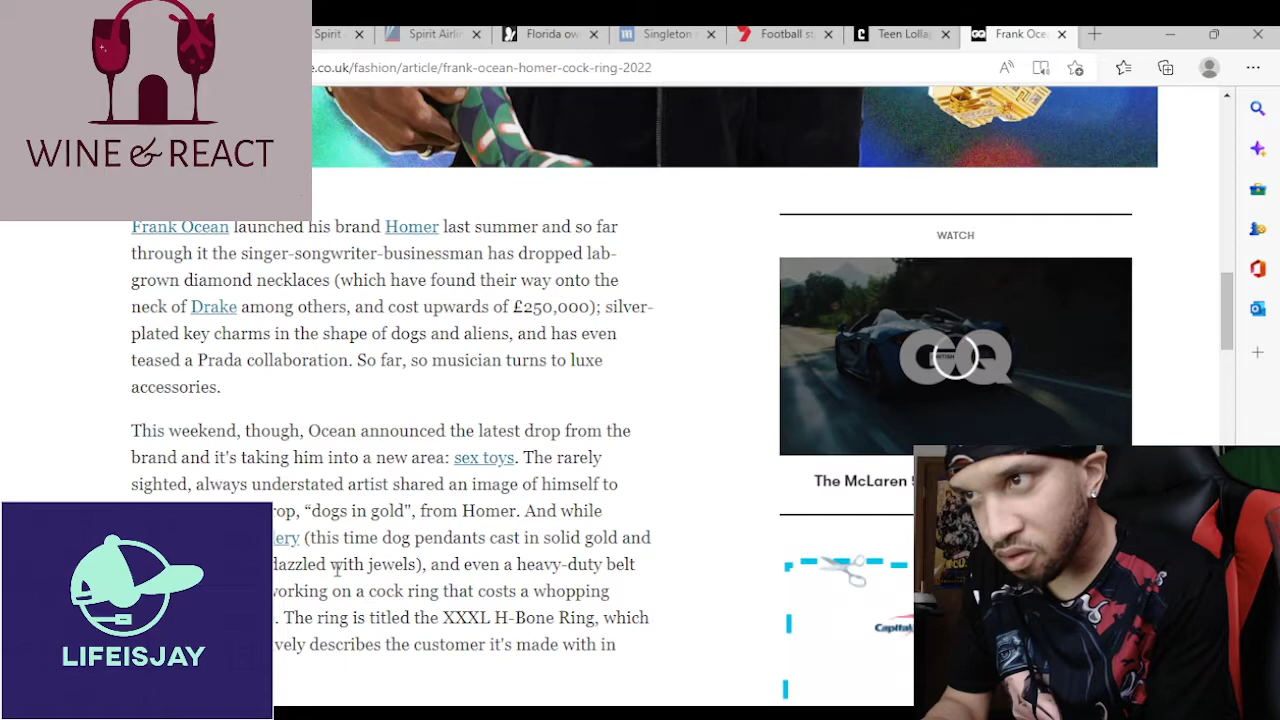 Spirit
Spirit Airli
Florida ow
Singleton
Football st
Teen Lolla
Frank Oce
e.co.uk/fashion/article/frank-ocean-homer-cock-ring-2022
WINE & REACT
Frank Ocean launched his brand Homer last summer and so far
through it the singer-songwriter-businessman has dropped lab-
grown diamond necklaces (which have found their way onto the
neck of Drake among others, and cost upwards of £250,000); silver-
plated key charms in the shape of dogs and aliens, and has even
teased a Prada collaboration. So far, so musician turns to luxe
accessories.
This weekend, though, Ocean announced the latest drop from the
brand and it's taking him into a new area: sex toys. The rarely
sighted, always understated artist shared an image of himself to
rop, “dogs in gold”, from Homer. And while
lery (this time dog pendants cast in solid gold and
dazzled with jewels), and even a heavy-duty belt
working on a cock ring that costs a whopping
. The ring is titled the XXXL H-Bone Ring, which
vely describes the customer it's made with in
WATCH
GQ
The McLaren
Capital
LIFEISJAY